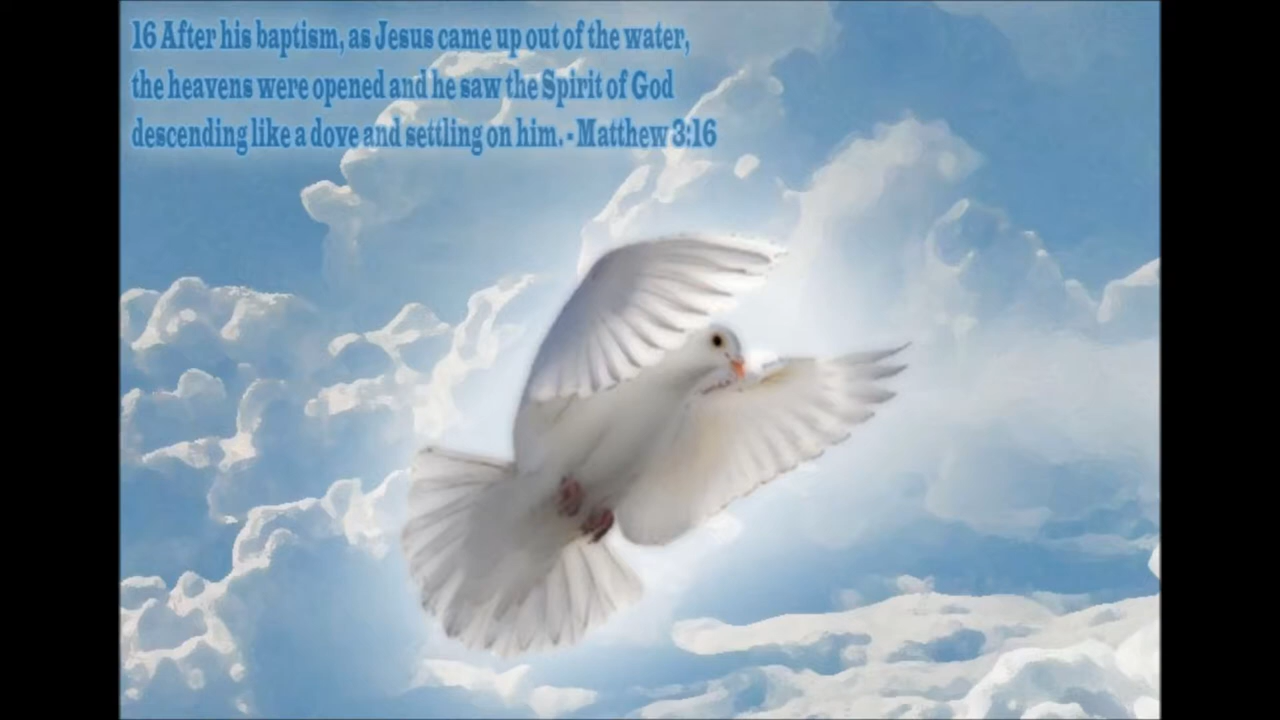 16 After his baptism, as Jesus came up out of the water,
the heavens were opened and he saw the Spirit of God
descending like a dove and settling on him. - Matthew 3:16